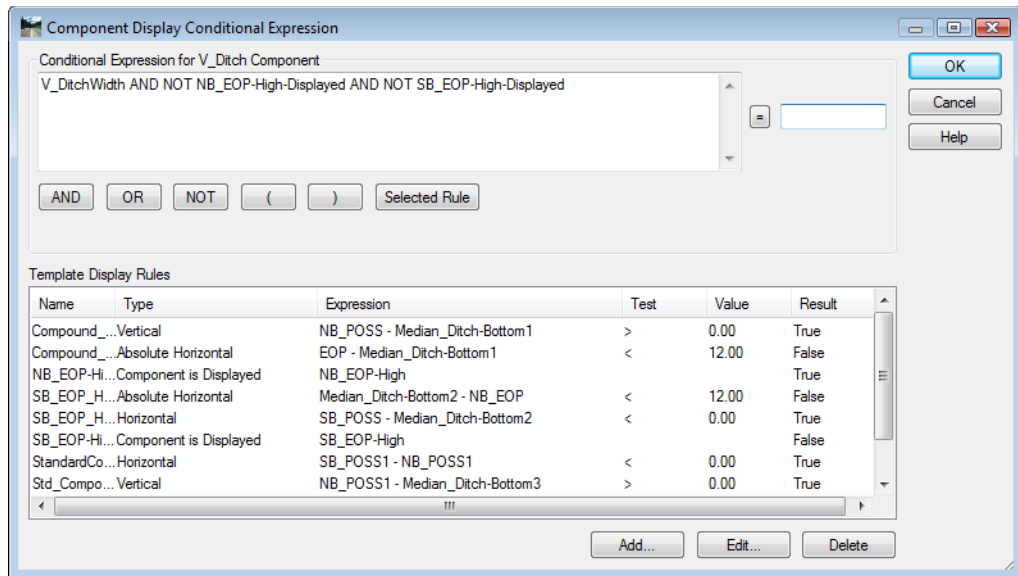 Component Display Conditional Expression
Conditional Expression for V_Ditch Component
V_DitchWidth AND NOT NB_EOP-High-Displayed AND NOT SB_EOP-High-Displayed
=
OK
Cancel
Help
AND OR NOT ( ) Selected Rule
Template Display Rules
Name Type Expression Test Value Result
Compound_... Vertical NB_POSS - Median_Ditch-Bottom1 > 0.00 True
Compound_... Absolute Horizontal EOP - Median_Ditch-Bottom1 < 12.00 False
NB_EOP-Hi... Component is Displayed NB_EOP-High True
SB_EOP_H... Absolute Horizontal Median_Ditch-Bottom2 - NB_EOP < 12.00 False
SB_EOP_H... Horizontal SB_POSS - Median_Ditch-Bottom2 < 0.00 True
SB_EOP-Hi... Component is Displayed SB_EOP-High False
StandardCo... Horizontal SB_POSS1 - NB_POSS1 < 0.00 True
Std_Compo... Vertical NB_POSS1 - Median_Ditch-Bottom3 > 0.00 True
Add... Edit... Delete